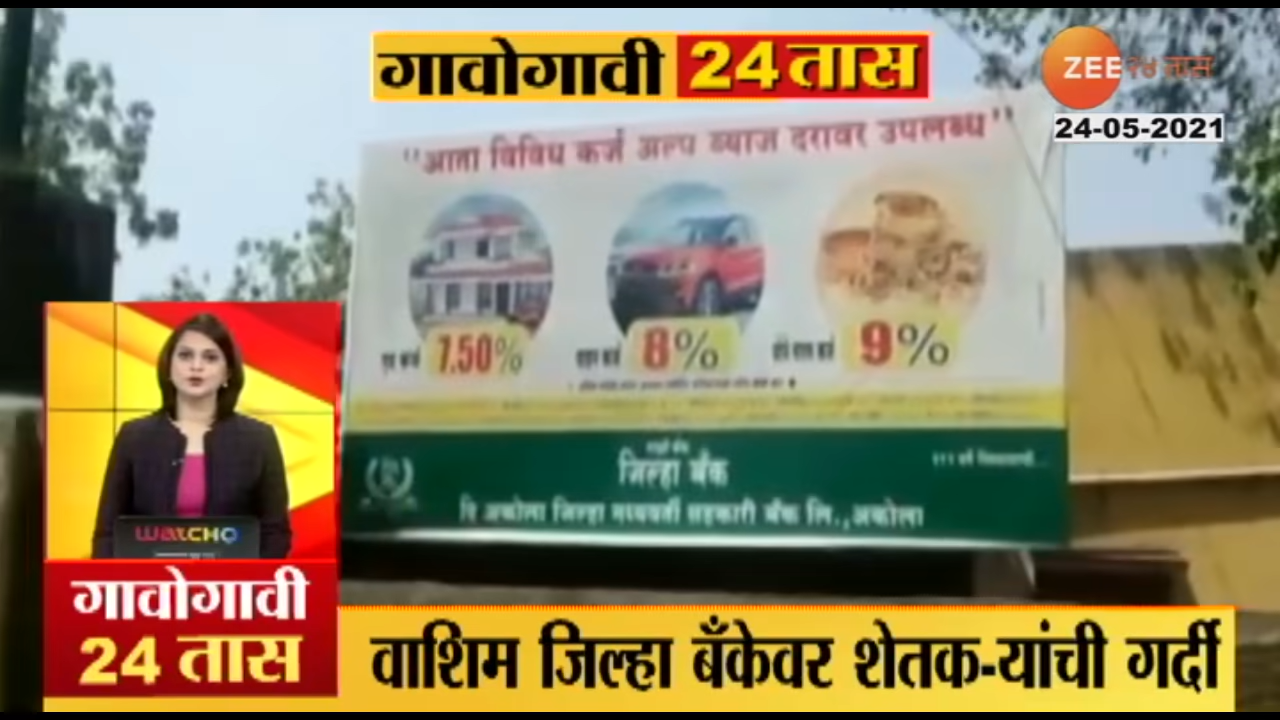 गावोगावी 24 तास
ZEE २४ तास
24-05-2021
"आता विविध कर्ज अल्प व्याज दरावर उपलब्ध"
7.50%
8%
9%
जिल्हा बँक
दि अकोला जिल्हा मध्यवर्ती सहकारी बँक लि.,अकोला
WATCHO
गावोगावी
24 तास
वाशिम जिल्हा बँकेवर शेतक-यांची गर्दी